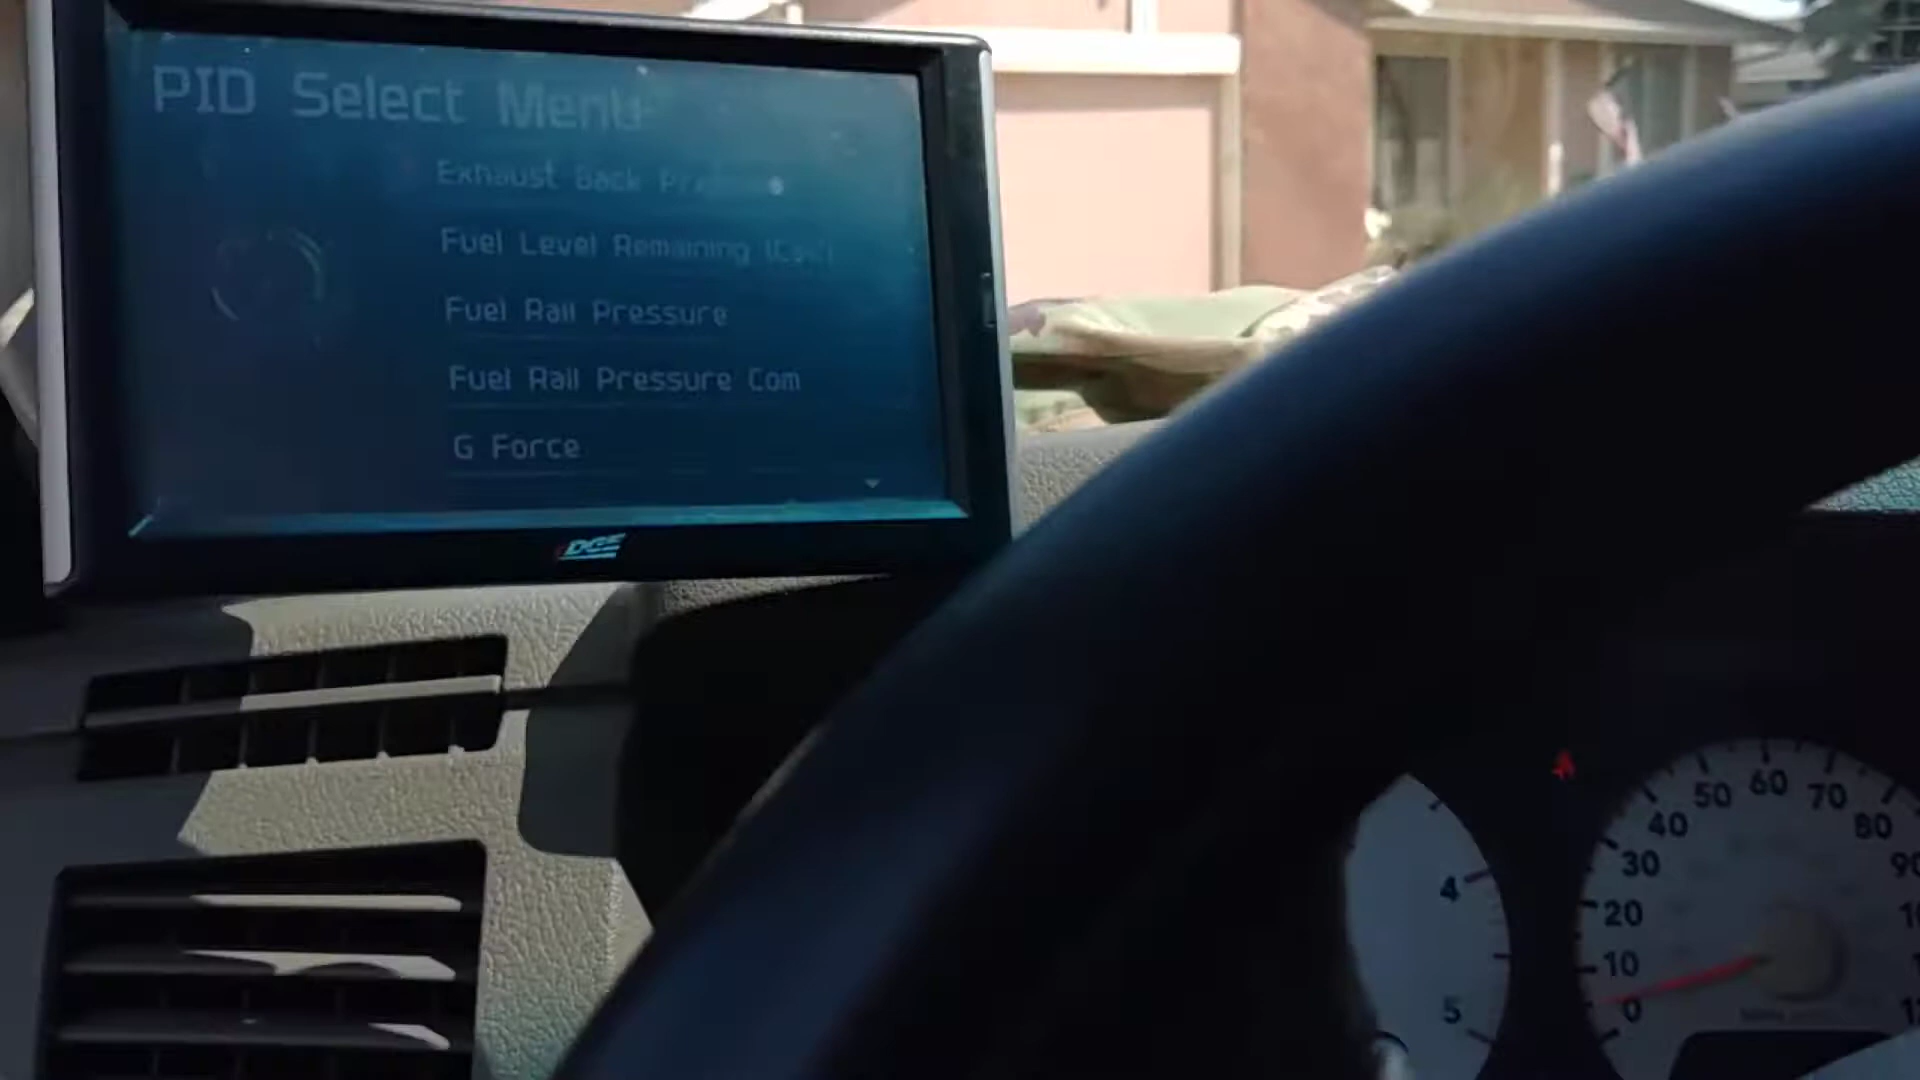 PID Select Menu
Exhaust Back
Fuel Level Remaining
Fuel Rail Pressure
Fuel Rail Pressure Com
G Force
EDGE
4
5
0
10
20
30
40
50
60
70
80